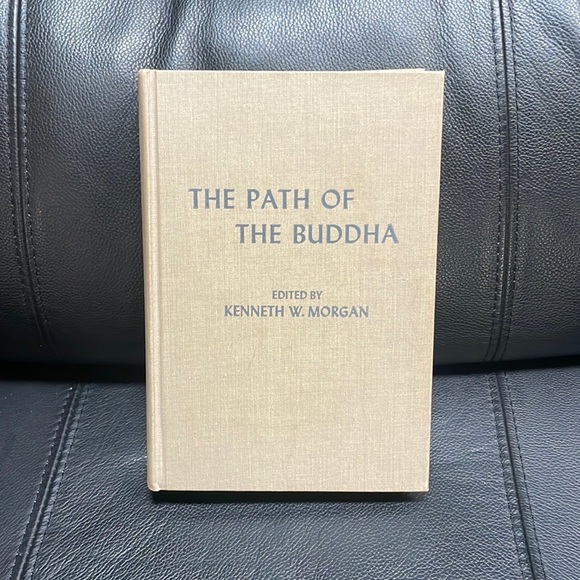 THE PATH OF
THE BUDDHA
EDITED BY
KENNETH W. MORGAN